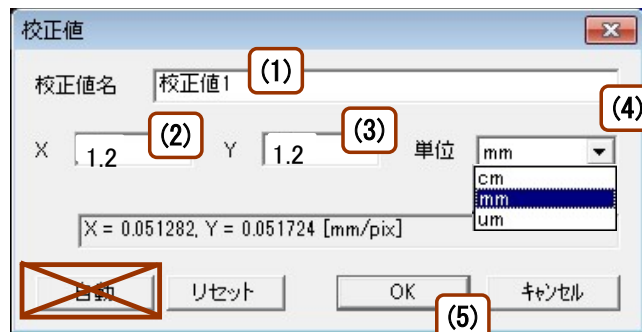 校正値
校正値名 校正値1 (1)
(4)
X 1.2 (2) Y 1.2 (3) 単位 mm
cm
mm
um
X = 0.051282, Y = 0.051724 [mm/pix]
自動 リセット OK キャンセル
(5)